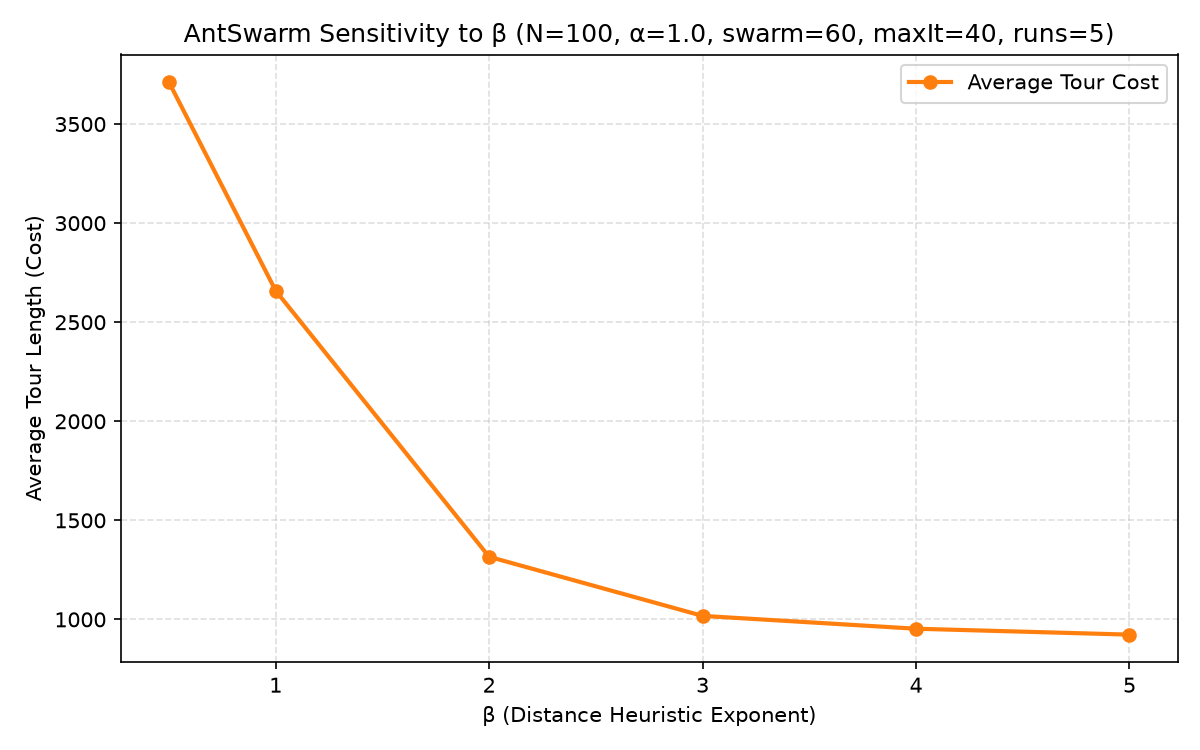 AntSwarm Sensitivity to β (N=100, α=1.0, swarm=60, maxIt=40, runs=5)
Average Tour Cost
Average Tour Length (Cost)
3500
3000
2500
2000
1500
1000
1 2 3 4 5
β (Distance Heuristic Exponent)